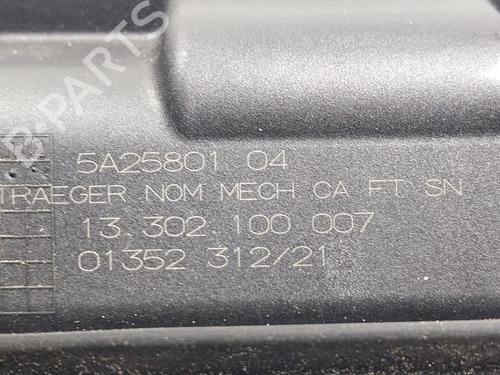 B-PARTS
5A25801 04
TRAEGER NOM MECH CA FT SN
13.302.100 007
01352 312/21